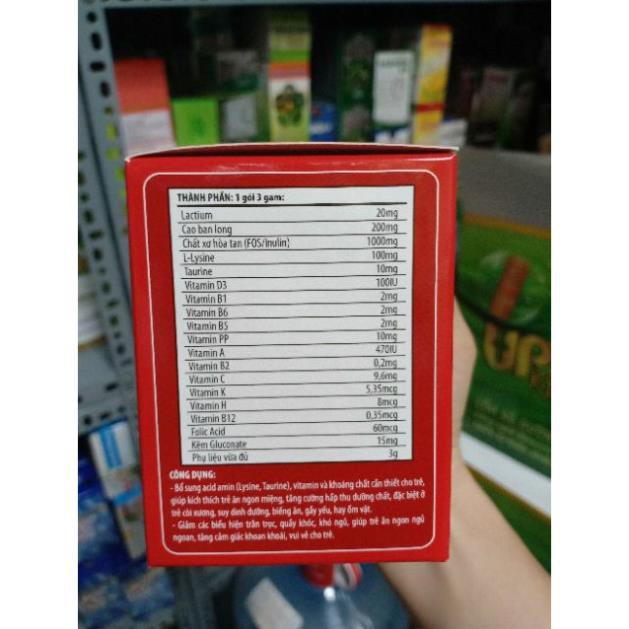 THÀNH PHẦN: 1 gói 3 gam:
Lactium 20mg
Cao ban long 200mg
Chất xơ hòa tan (FOS/Inulin) 1000mg
L-Lysine 100mg
Taurine 10mg
Vitamin D3 100IU
Vitamin B1 2mg
Vitamin B6 2mg
Vitamin B5 2mg
Vitamin PP 10mg
Vitamin A 470IU
Vitamin B2 0,2mg
Vitamin C 9,6mg
Vitamin K 5,35mcg
Vitamin H 8mcg
Vitamin B12 0,35mcg
Folic Acid 60mcg
Kẽm Gluconate 15mg
Phụ liệu vừa đủ 3g
CÔNG DỤNG:
- Bổ sung acid amin (Lysine, Taurine), vitamin và khoáng chất cần thiết cho trẻ,
giúp kích thích trẻ ăn ngon miệng, tăng cường hấp thu dưỡng chất, đặc biệt ở
trẻ còi xương, suy dinh dưỡng, biếng ăn, gầy yếu, hay ốm vặt.
- Giảm các biểu hiện trằn trọc, quấy khóc, khó ngủ, giúp trẻ ăn ngon ngủ
ngoan, tăng cảm giác khoan khoái, vui vẻ cho trẻ.
UP